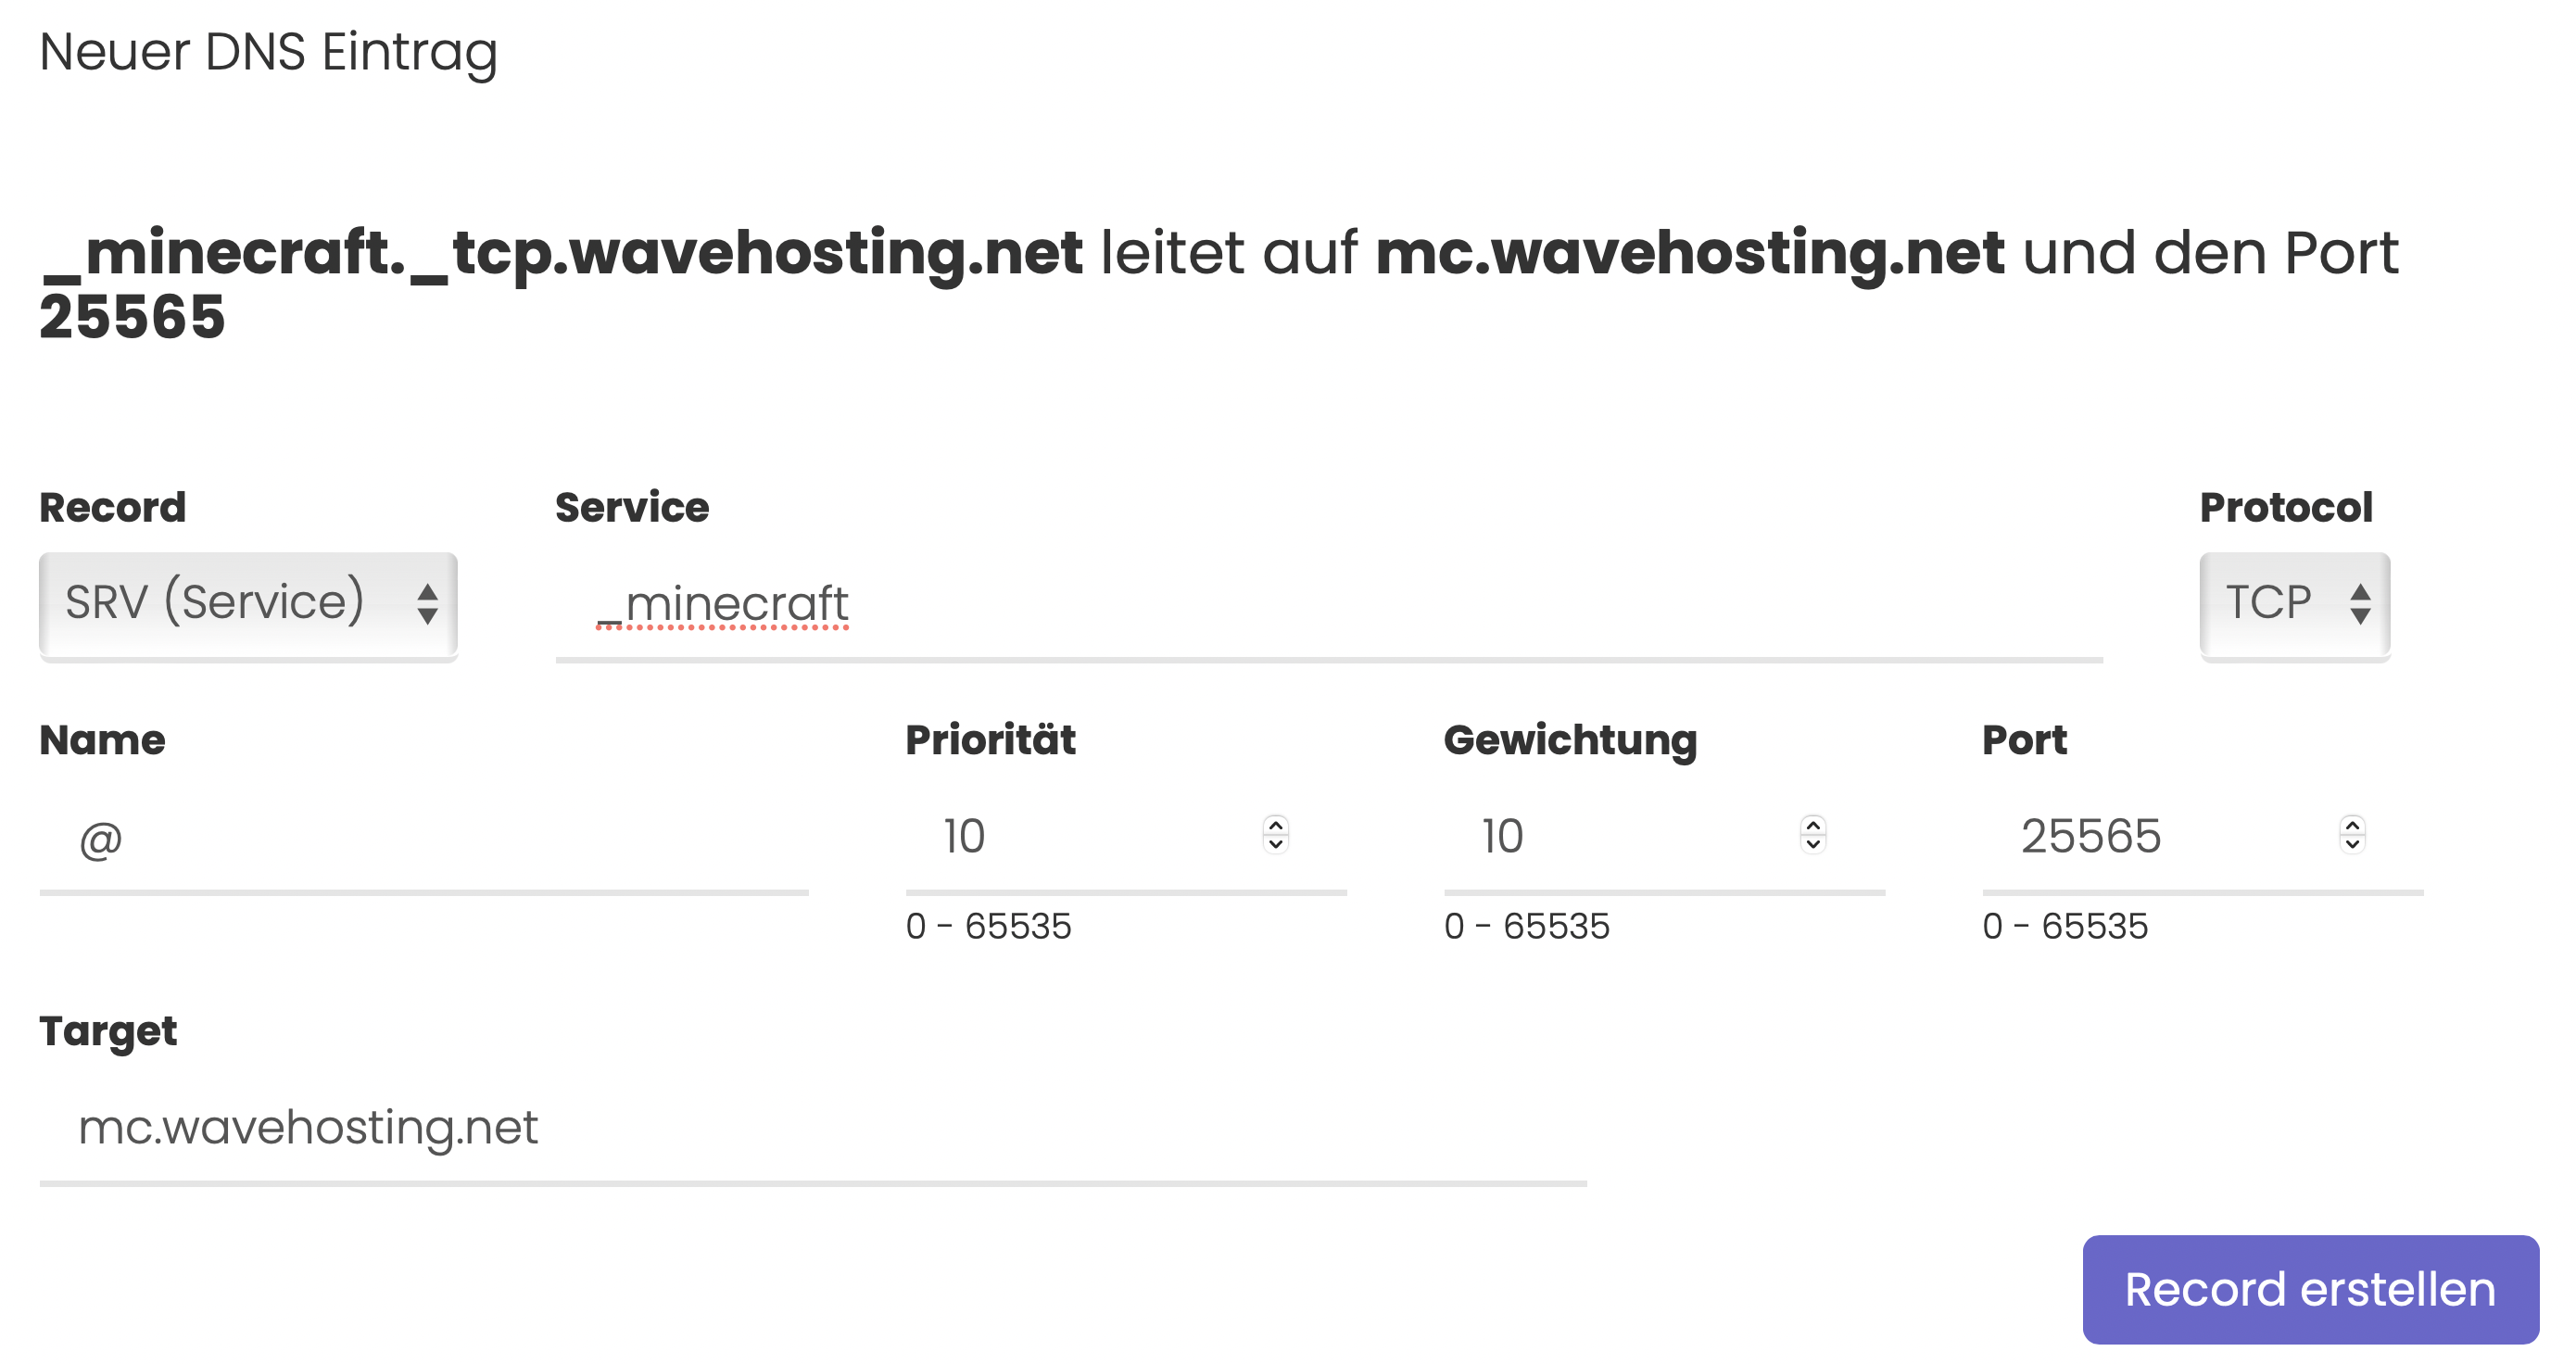 Neuer DNS Eintrag
_minecraft._tcp.wavehosting.net leitet auf mc.wavehosting.net und den Port
25565
Record Service Protocol
SRV (Service) _minecraft TCP
Name Priorität Gewichtung Port
@ 10 10 25565
0 - 65535 0 - 65535 0 - 65535
Target
mc.wavehosting.net
Record erstellen